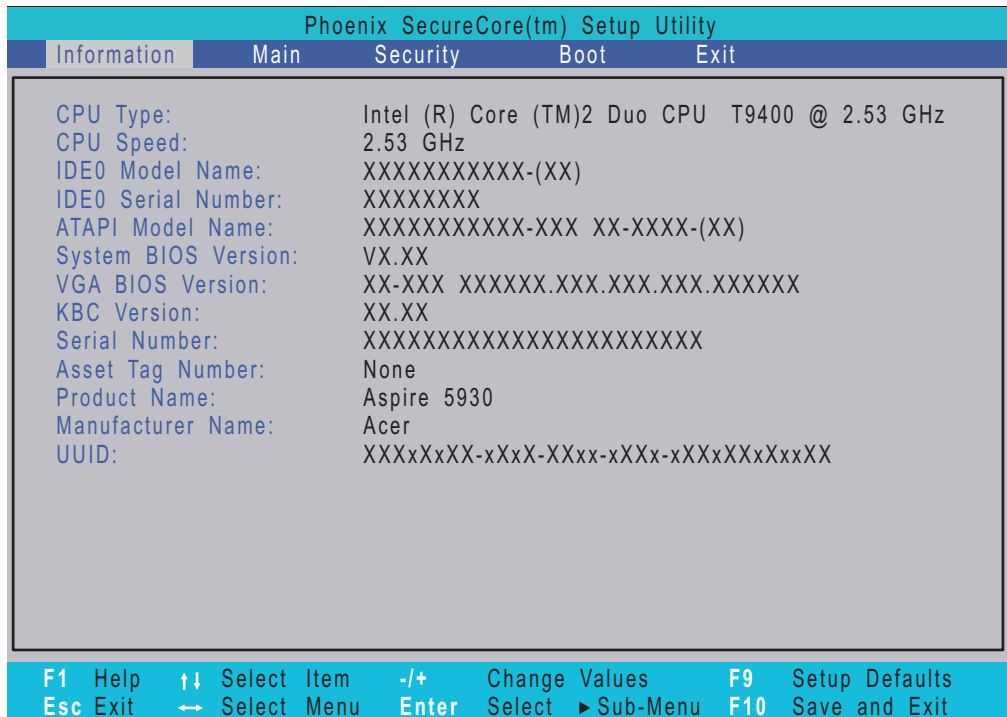 Phoenix SecureCore(tm) Setup Utility
Information Main Security Boot Exit
CPU Type: Intel (R) Core (TM)2 Duo CPU T9400 @ 2.53 GHz
CPU Speed: 2.53 GHz
IDE0 Model Name: XXXXXXXXXXX-(XX)
IDE0 Serial Number: XXXXXXXX
ATAPI Model Name: XXXXXXXXXXX-XXX XX-XXXX-(XX)
System BIOS Version: VX.XX
VGA BIOS Version: XX-XXX XXXXXX.XXX.XXX.XXX.XXXXXX
KBC Version: XX.XX
Serial Number: XXXXXXXXXXXXXXXXXXXXXXX
Asset Tag Number: None
Product Name: Aspire 5930
Manufacturer Name: Acer
UUID: XXXxXxXX-xXxX-XXxx-xXXx-xXXxXXxXxxXX
F1 Help ↑↓ Select Item -/+ Change Values F9 Setup Defaults
Esc Exit ↔ Select Menu Enter Select ►Sub-Menu F10 Save and Exit